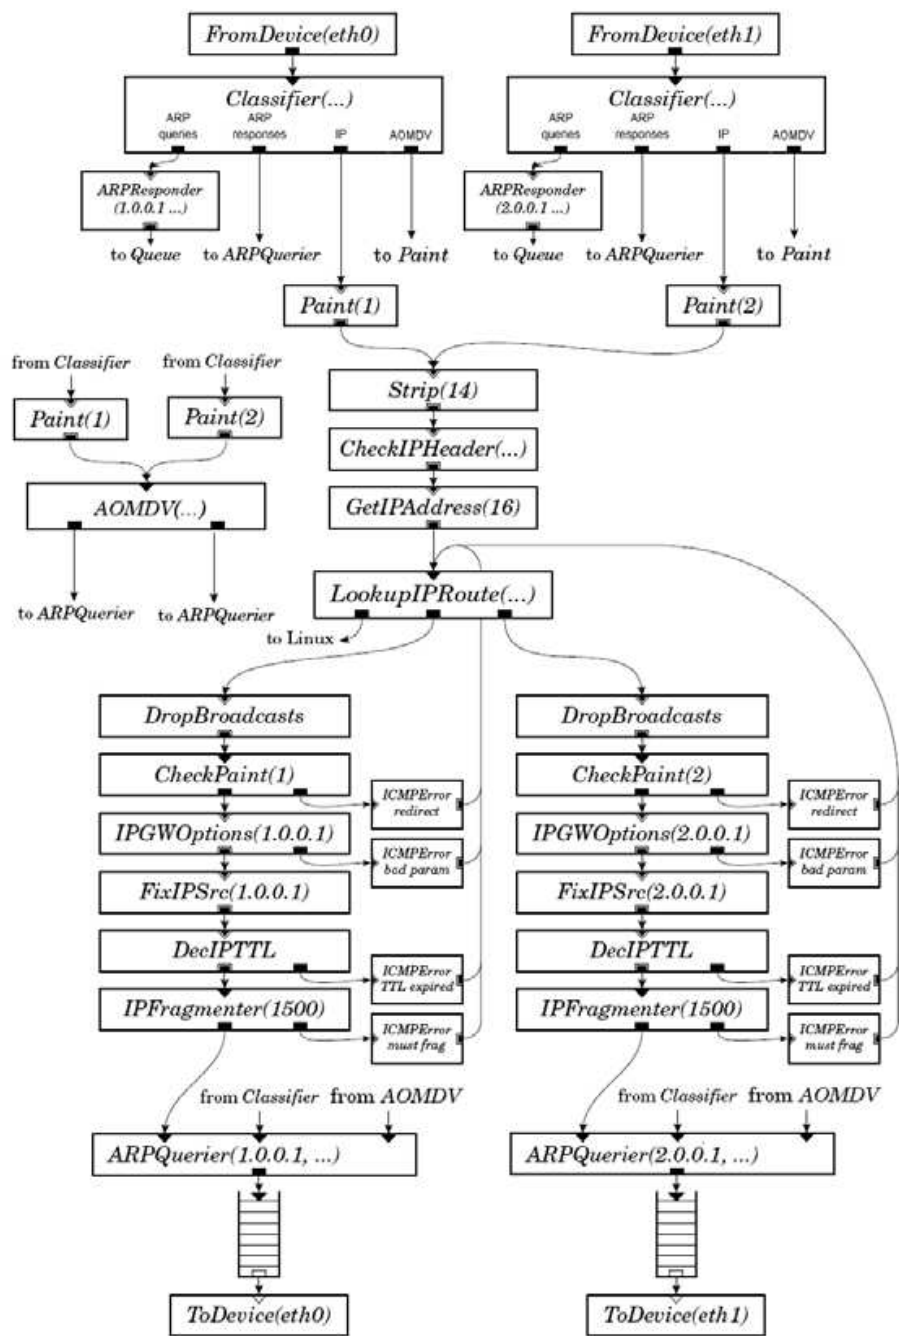 FromDevice(eth0)
FromDevice(eth1)
Classifier(...)
Classifier(...)
ARP queries
ARP responses
IP
AOMDV
ARP queries
ARP responses
IP
AOMDV
ARPResponder
(1.0.0.1 ...)
ARPResponder
(2.0.0.1 ...)
to Queue
to ARPQuerier
to Paint
to Queue
to ARPQuerier
to Paint
Paint(1)
Paint(2)
from Classifier
from Classifier
Paint(1)
Paint(2)
AOMDV(...)
to ARPQuerier
to ARPQuerier
Strip(14)
CheckIPHeader(...)
GetIPAddress(16)
LookupIPRoute(...)
to Linux
DropBroadcasts
CheckPaint(1)
ICMPError
redirect
IPGWOptions(1.0.0.1)
ICMPError
bad param
FixIPSrc(1.0.0.1)
DecIPTTL
ICMPError
TTL expired
IPFragmenter(1500)
ICMPError
must frag
from Classifier
from AOMDV
ARPQuerier(1.0.0.1, ...)
ToDevice(eth0)
DropBroadcasts
CheckPaint(2)
ICMPError
redirect
IPGWOptions(2.0.0.1)
ICMPError
bad param
FixIPSrc(2.0.0.1)
DecIPTTL
ICMPError
TTL expired
IPFragmenter(1500)
ICMPError
must frag
from Classifier
from AOMDV
ARPQuerier(2.0.0.1, ...)
ToDevice(eth1)